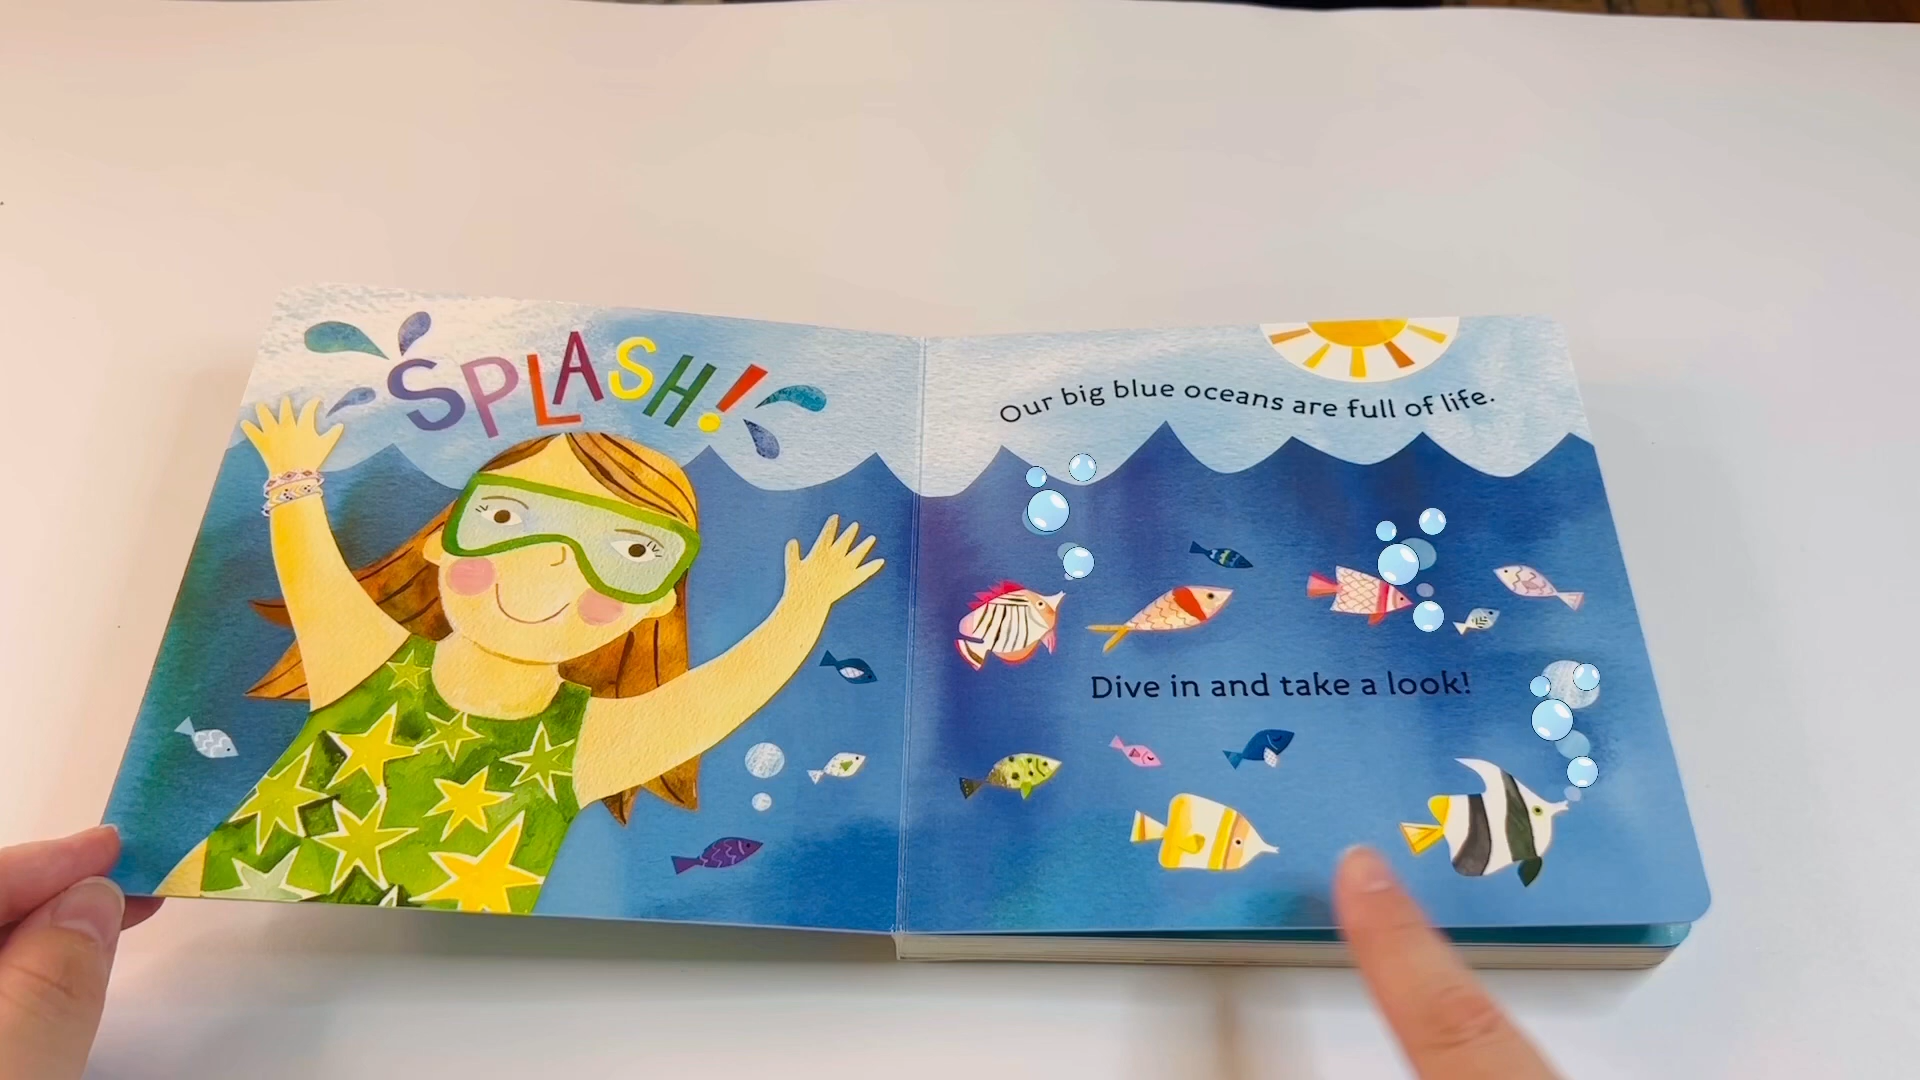 SPLASH!
Our big blue oceans are full of life.
Dive in and take a look!